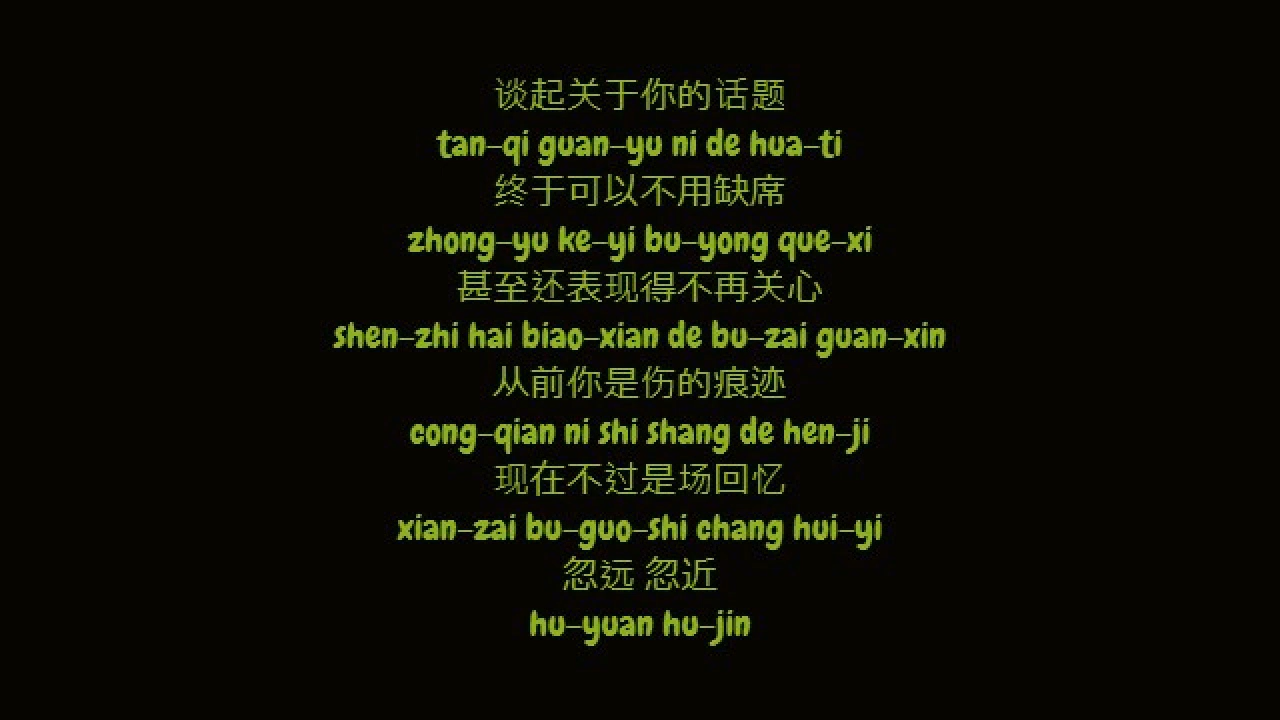 谈起关于你的话题
tan-qi guan-yu ni de hua-ti
终于可以不用缺席
zhong-yu ke-yi bu-yong que-xi
甚至还表现得不再关心
shen-zhi hai biao-xian de bu-zai guan-xin
从前你是伤的痕迹
cong-qian ni shi shang de hen-ji
现在不过是场回忆
xian-zai bu-guo-shi chang hui-yi
忽远 忽近
hu-yuan hu-jin